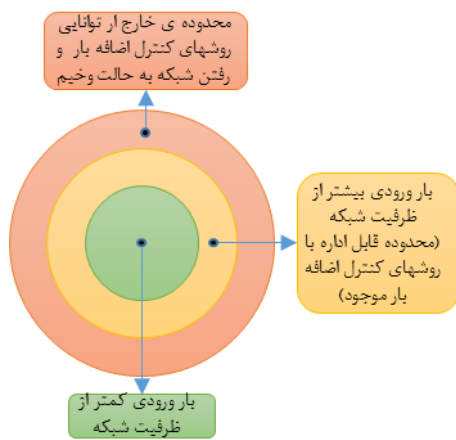 محدوده ی خارج ار توانایی
روشهای کنترل اضافه بار و
رفتن شبکه به حالت وخیم
بار ورودی بیشتر از
ظرفیت شبکه
(محدوده قابل اداره با
روشهای کنترل اضافه
بار موجود)
بار ورودی کمتر از
ظرفیت شبکه